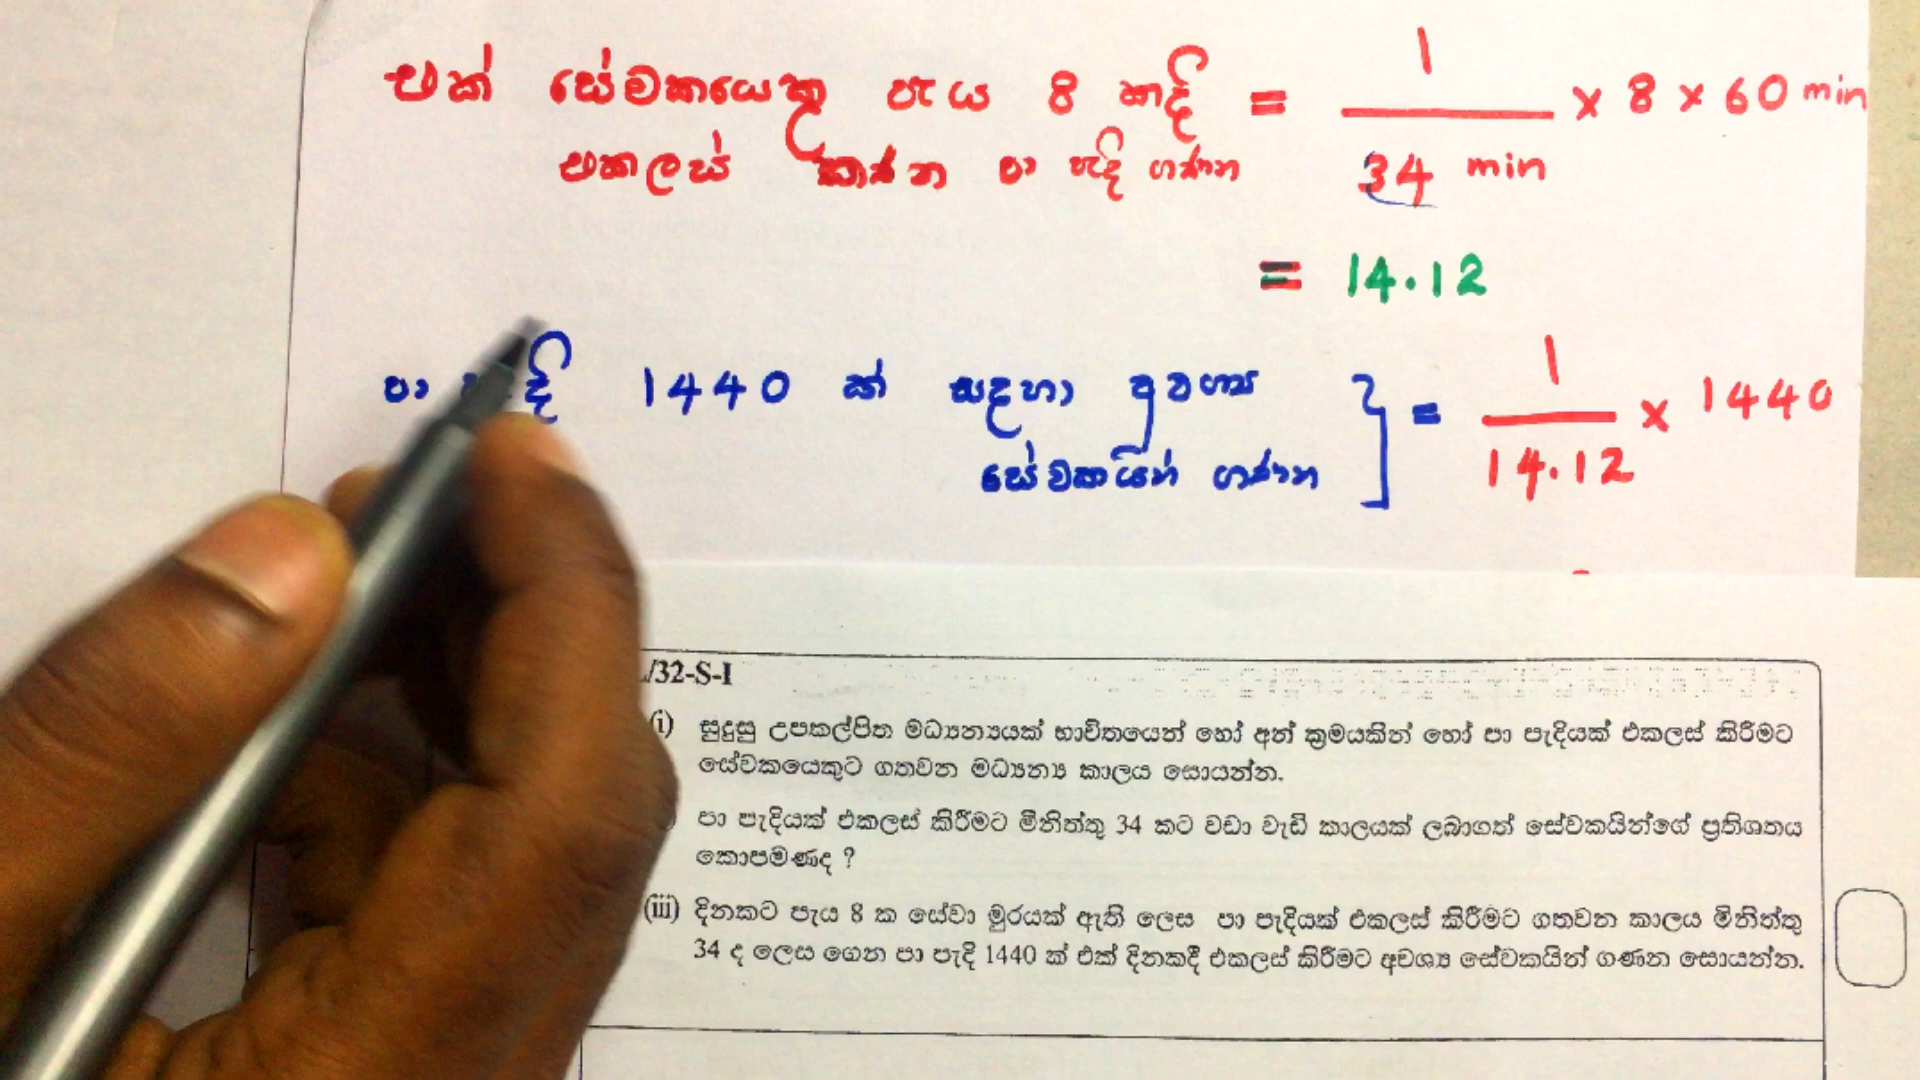 එක් සේවකයෙකු පැය 8 කදි = 1 / 34 min × 8 × 60 min
එකලස් කරන පා පැදි ගණන
= 14.12
පා පැදි 1440 ක් සඳහා අවශ්‍ය = 1 / 14.12 × 1440
සේවකයින් ගණන
/32-S-I
(i) සුදුසු උපකල්පිත මධ්‍යන්‍යයක් භාවිතයෙන් හෝ අන් ක්‍රමයකින් හෝ පා පැදියක් එකලස් කිරීමට
සේවකයෙකුට ගතවන මධ්‍යන්‍ය කාලය සොයන්න.
පා පැදියක් එකලස් කිරීමට මිනිත්තු 34 කට වඩා වැඩි කාලයක් ලබාගත් සේවකයින්ගේ ප්‍රතිශතය
කොපමණද ?
(iii) දිනකට පැය 8 ක සේවා මුරයක් ඇති ලෙස පා පැදියක් එකලස් කිරීමට ගතවන කාලය මිනිත්තු
34 ද ලෙස ගෙන පා පැදි 1440 ක් එක් දිනකදී එකලස් කිරීමට අවශ්‍ය සේවකයින් ගණන සොයන්න.